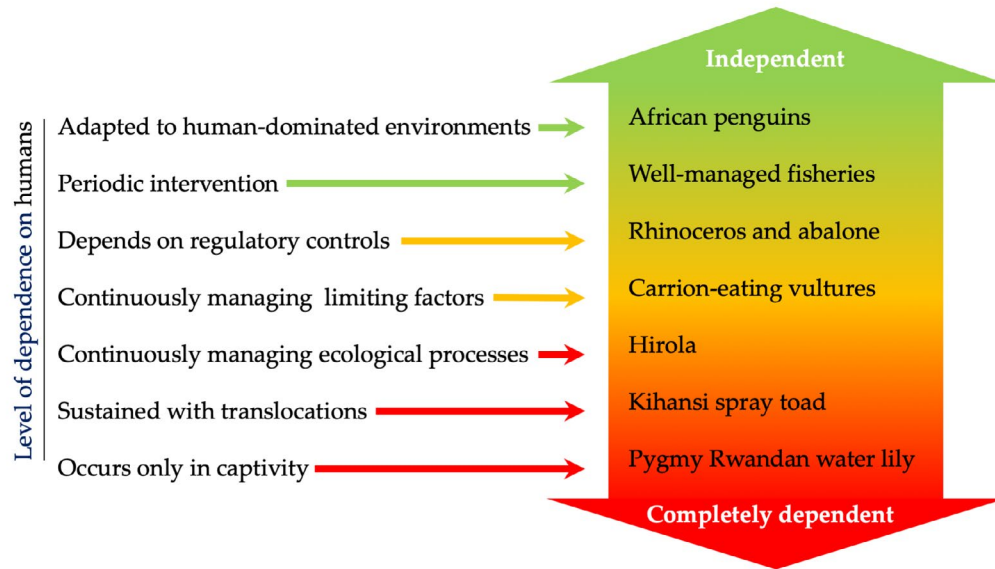 Independent
Level of dependence on humans
Adapted to human-dominated environments
African penguins
Periodic intervention
Well-managed fisheries
Depends on regulatory controls
Rhinoceros and abalone
Continuously managing limiting factors
Carrion-eating vultures
Continuously managing ecological processes
Hirola
Sustained with translocations
Kihansi spray toad
Occurs only in captivity
Pygmy Rwandan water lily
Completely dependent